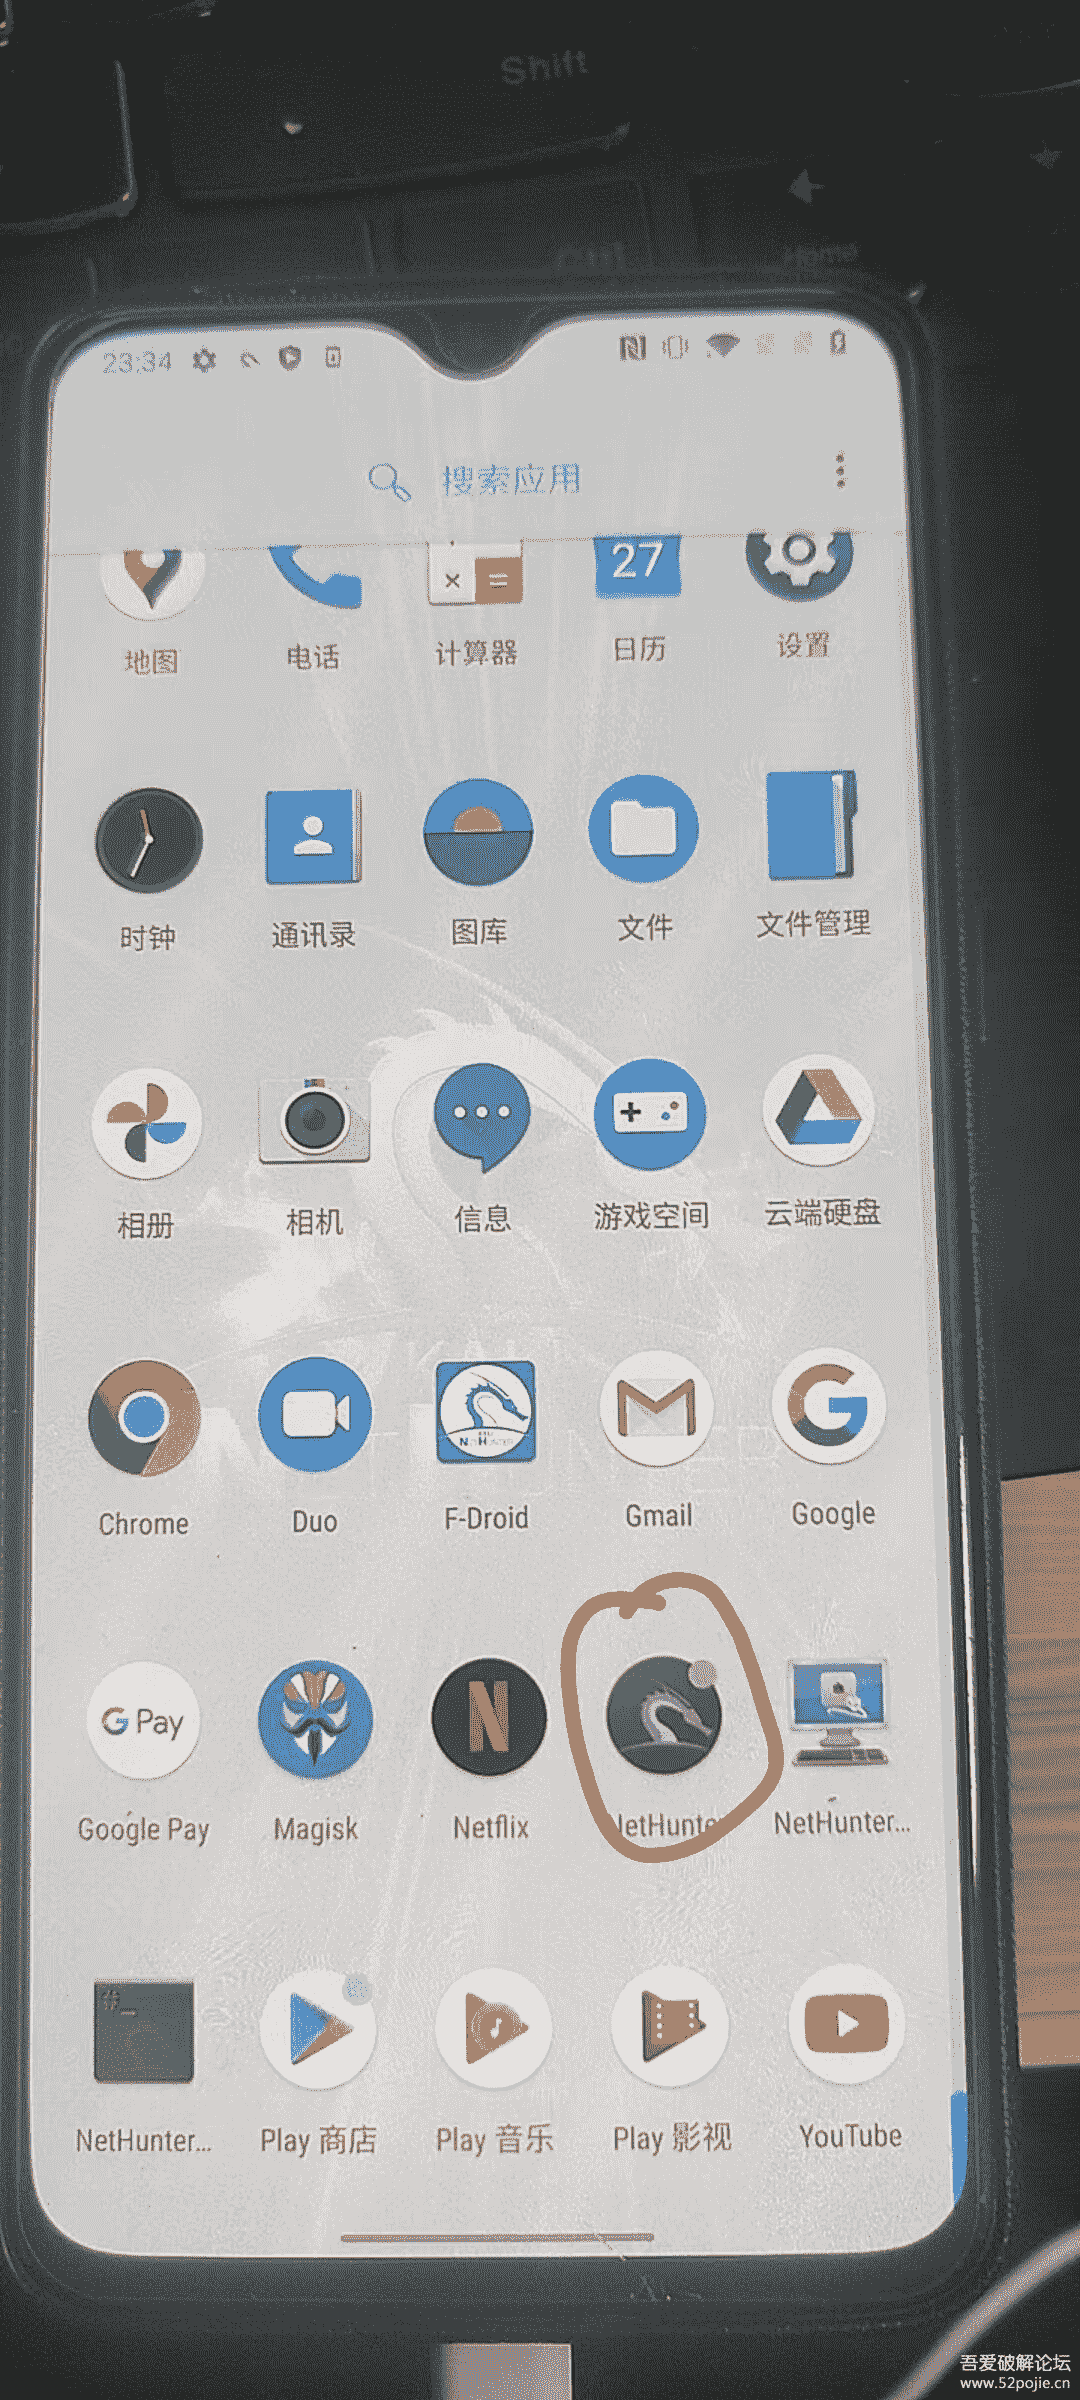 Shift
Home
23:34
搜索应用
27
地图 电话 计算器 日历 设置
时钟 通讯录 图库 文件 文件管理
相册 相机 信息 游戏空间 云端硬盘
NETHUNTER
Chrome Duo F-Droid Gmail Google
G Pay
Google Pay Magisk Netflix NetHunter NetHunter...
NetHunter... Play 商店 Play 音乐 Play 影视 YouTube
吾爱破解论坛
www.52pojie.cn